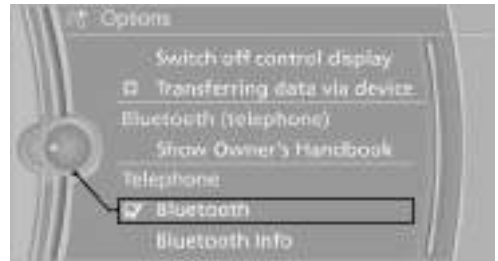 Options
Switch off control display
Transferring data via device
Bluetooth (telephone)
Show Owner's Handbook
Telephone
Bluetooth
Bluetooth Info